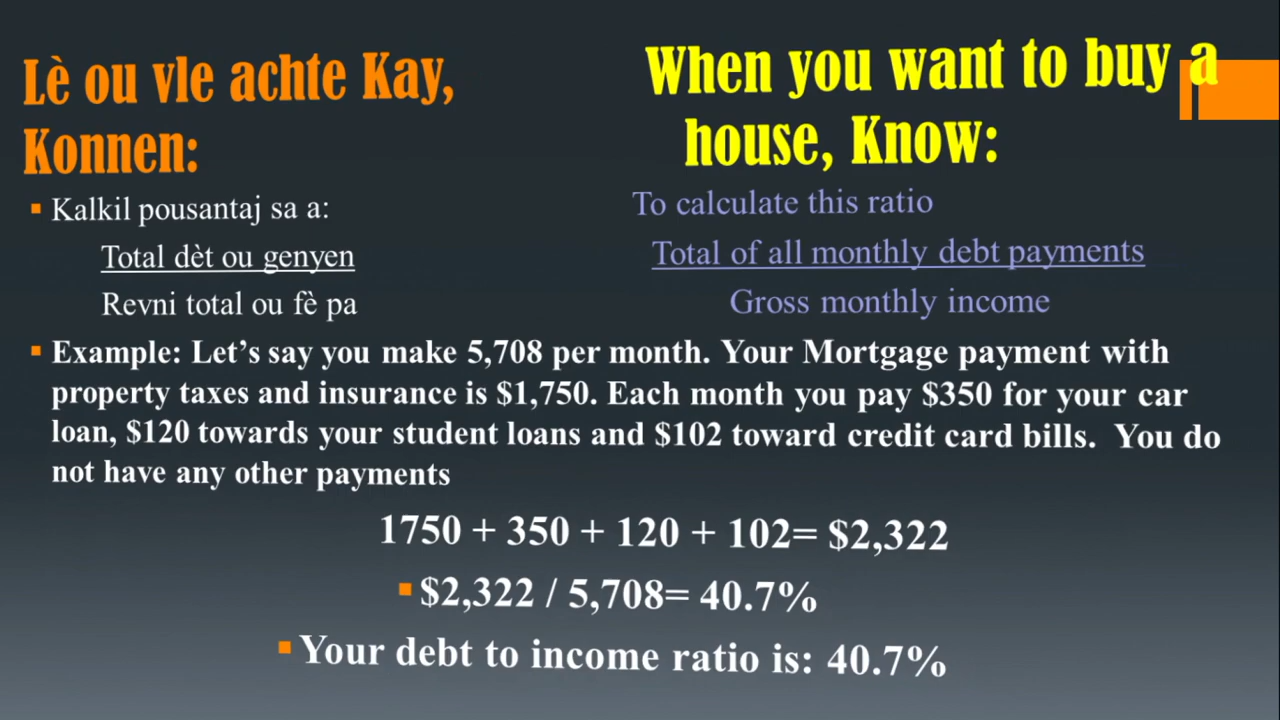 Lè ou vle achte Kay,
Konnen:
When you want to buy a
house, Know:
Kalkil pousantaj sa a:
Total dèt ou genyen
Revni total ou fè pa
To calculate this ratio
Total of all monthly debt payments
Gross monthly income
Example: Let’s say you make 5,708 per month. Your Mortgage payment with
property taxes and insurance is $1,750. Each month you pay $350 for your car
loan, $120 towards your student loans and $102 toward credit card bills. You do
not have any other payments
1750 + 350 + 120 + 102= $2,322
$2,322 / 5,708= 40.7%
Your debt to income ratio is: 40.7%